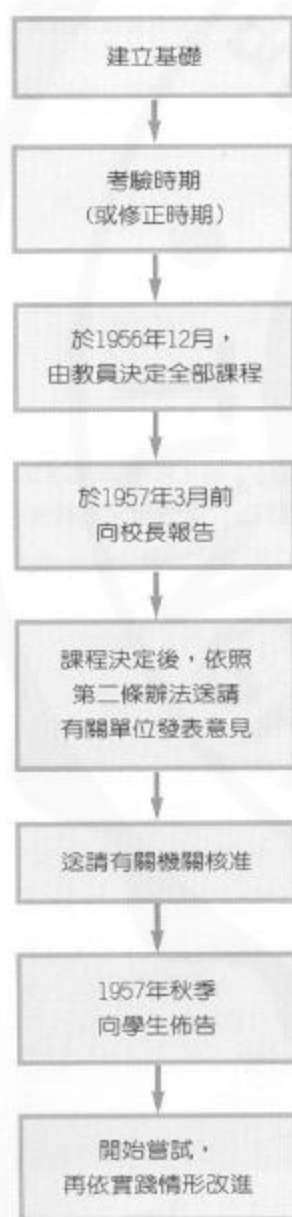 建立基礎
考驗時期
(或修正時期)
於1956年12月，
由教員決定全部課程
於1957年3月前
向校長報告
課程決定後，依照
第二條辦法送請
有關單位發表意見
送請有關機關核准
1957年秋季
向學生佈告
開始嘗試，
再依實踐情形改進